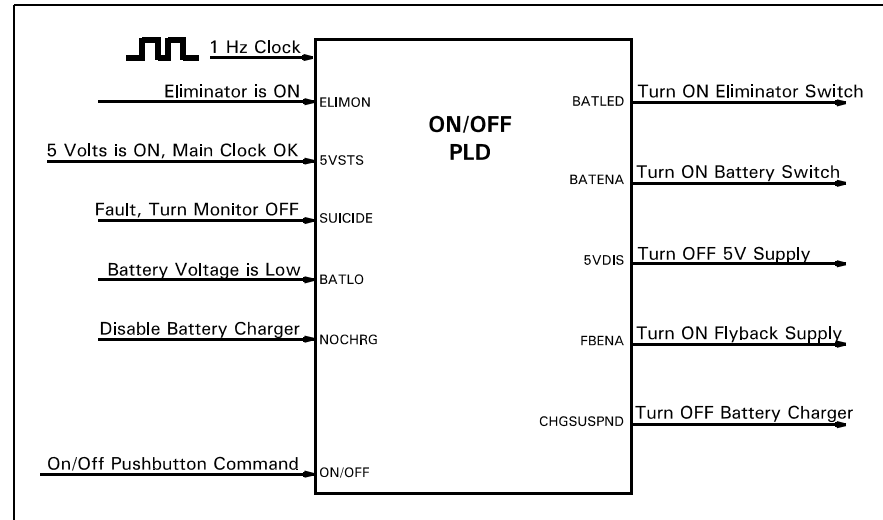 1 Hz Clock
Eliminator is ON
ELIMON
5 Volts is ON, Main Clock OK
5VSTS
Fault, Turn Monitor OFF
SUICIDE
Battery Voltage is Low
BATLO
Disable Battery Charger
NOCHRG
On/Off Pushbutton Command
ON/OFF
ON/OFF
PLD
BATLED
Turn ON Eliminator Switch
BATENA
Turn ON Battery Switch
5VDIS
Turn OFF 5V Supply
FBENA
Turn ON Flyback Supply
CHGSUSPND
Turn OFF Battery Charger